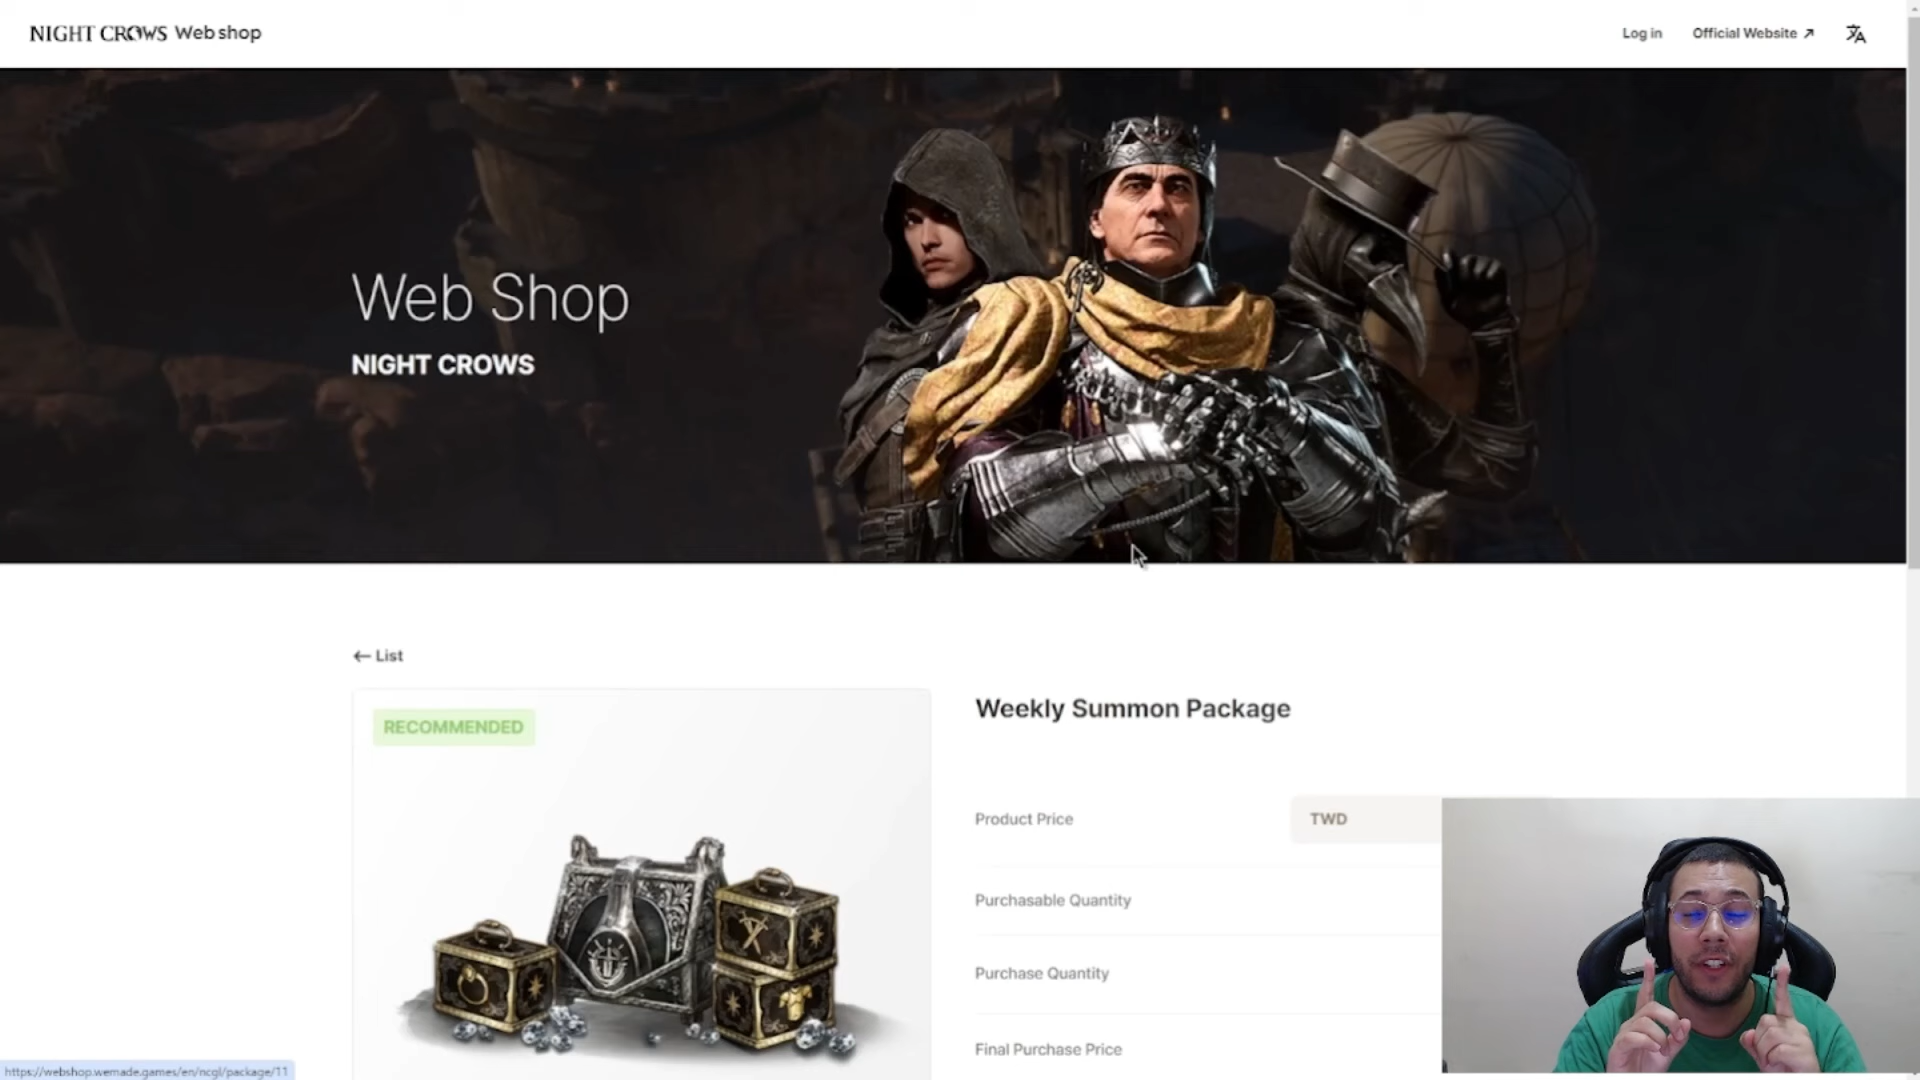 NIGHT CROWS Web shop
Log in
Official Website ↗
Web Shop
NIGHT CROWS
← List
RECOMMENDED
Weekly Summon Package
Product Price
TWD
Purchasable Quantity
Purchase Quantity
Final Purchase Price
https://webshop.wemade.games/en/ncgl/package/11